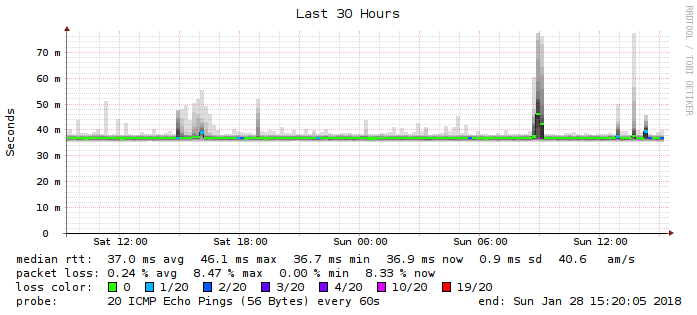 Last 30 Hours
RRDTOOL / TOBI OETIKER
Seconds
70 m
60 m
50 m
40 m
30 m
20 m
10 m
0
Sat 12:00 Sat 18:00 Sun 00:00 Sun 06:00 Sun 12:00
median rtt: 37.0 ms avg 46.1 ms max 36.7 ms min 36.9 ms now 0.9 ms sd 40.6 am/s
packet loss: 0.24 % avg 8.47 % max 0.00 % min 8.33 % now
loss color: 0 1/20 2/20 3/20 4/20 10/20 19/20
probe: 20 ICMP Echo Pings (56 Bytes) every 60s end: Sun Jan 28 15:20:05 2018